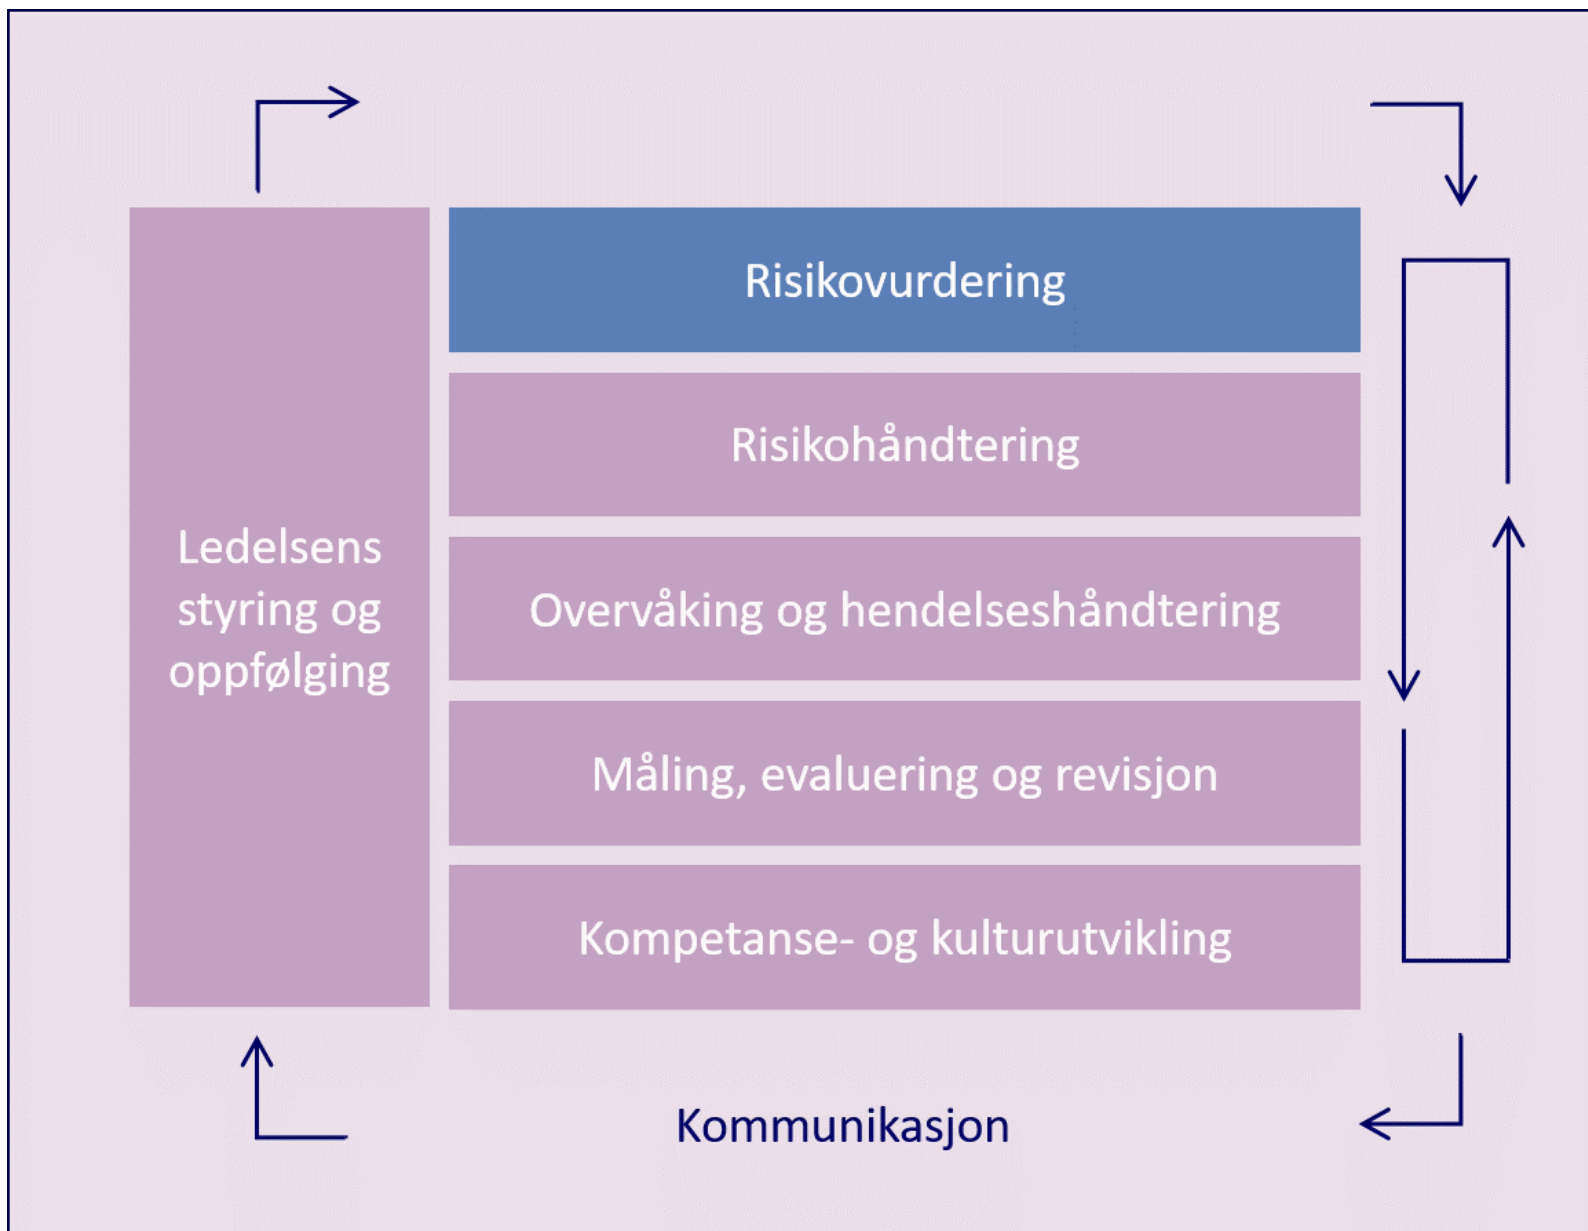 Risikovurdering
Risikohåndtering
Ledelsens
styring og
oppfølging
Overvåking og hendelseshåndtering
Måling, evaluering og revisjon
Kompetanse- og kulturutvikling
Kommunikasjon